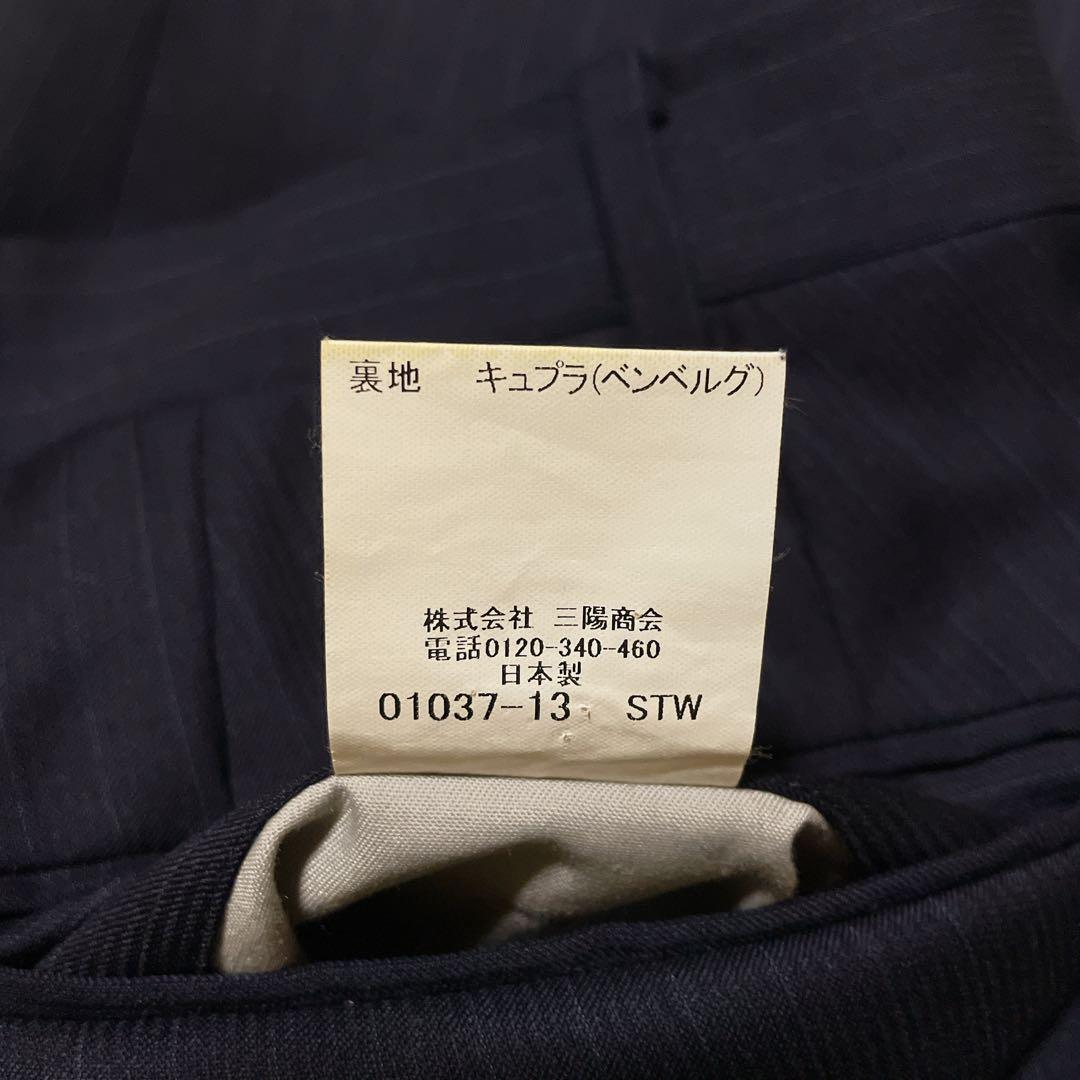 裏地　キュプラ(ベンベルグ)
株式会社 三陽商会
電話0120-340-460
日本製
01037-13 STW